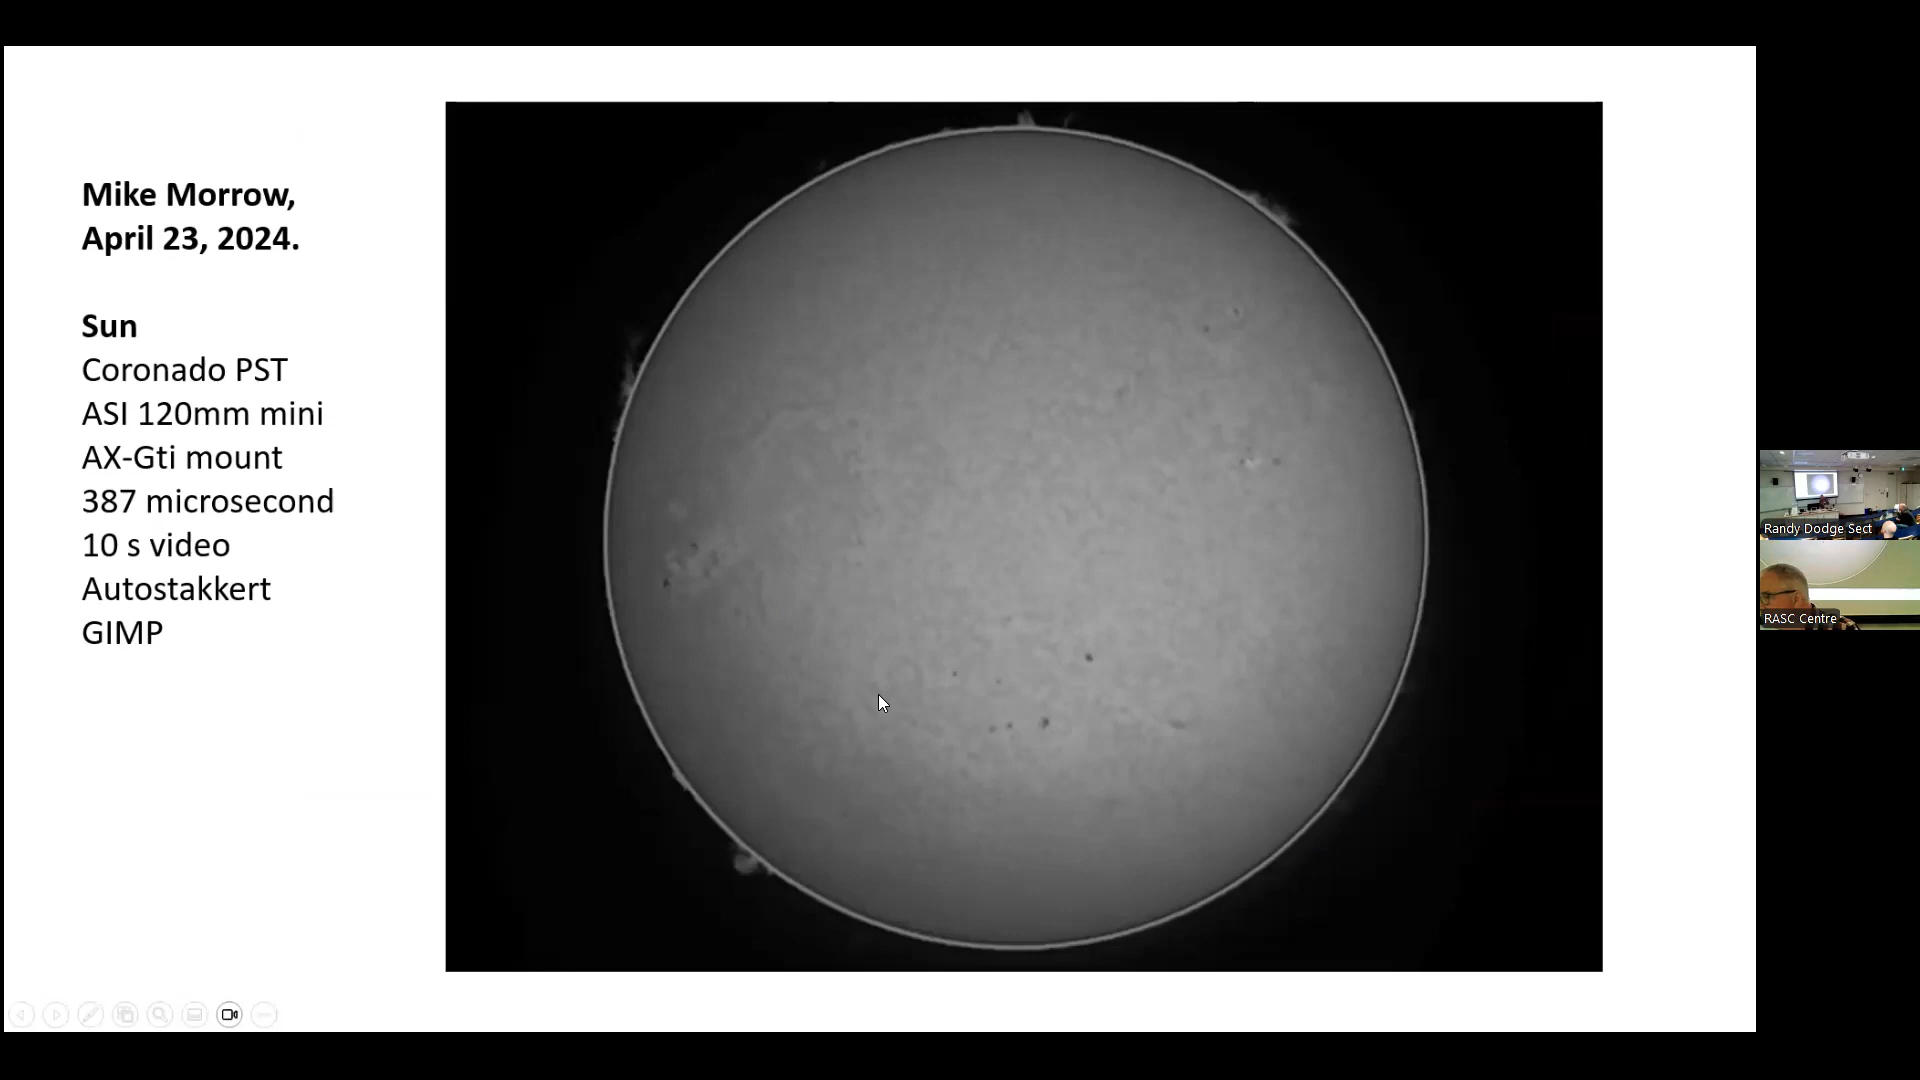 Mike Morrow,
April 23, 2024.
Sun
Coronado PST
ASI 120mm mini
AX-Gti mount
387 microsecond
10 s video
Autostakkert
GIMP
Randy Dodge Sect
RASC Centre